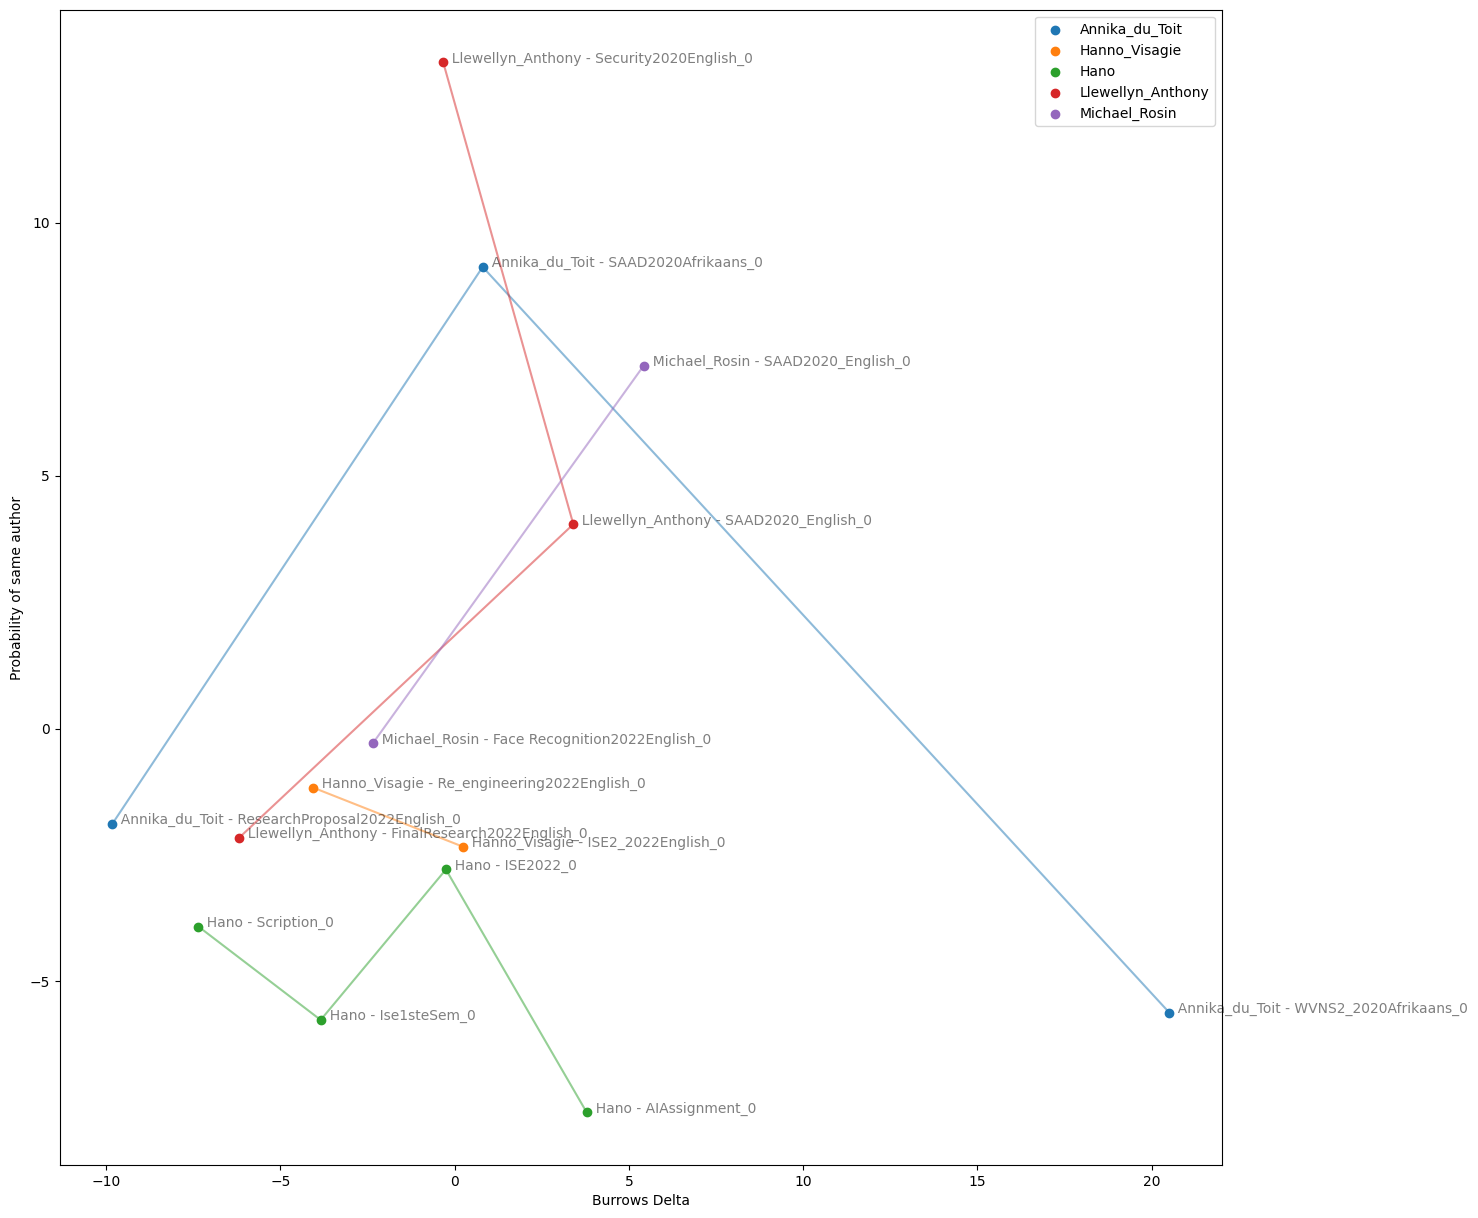 Annika_du_Toit
Hanno_Visagie
Hano
Llewellyn_Anthony
Michael_Rosin
Llewellyn_Anthony - Security2020English_0
Annika_du_Toit - SAAD2020Afrikaans_0
Michael_Rosin - SAAD2020_English_0
Llewellyn_Anthony - SAAD2020_English_0
Michael_Rosin - Face Recognition2022English_0
Hanno_Visagie - Re_engineering2022English_0
Annika_du_Toit - ResearchProposal2022English_0
Llewellyn_Anthony - FinalResearch2022English_0
Hanno_Visagie - ISE2_2022English_0
Hano - ISE2022_0
Hano - Scription_0
Hano - Ise1steSem_0
Annika_du_Toit - WVNS2_2020Afrikaans_0
Hano - AIAssignment_0
10
5
0
−5
Probability of same author
−10 −5 0 5 10 15 20
Burrows Delta